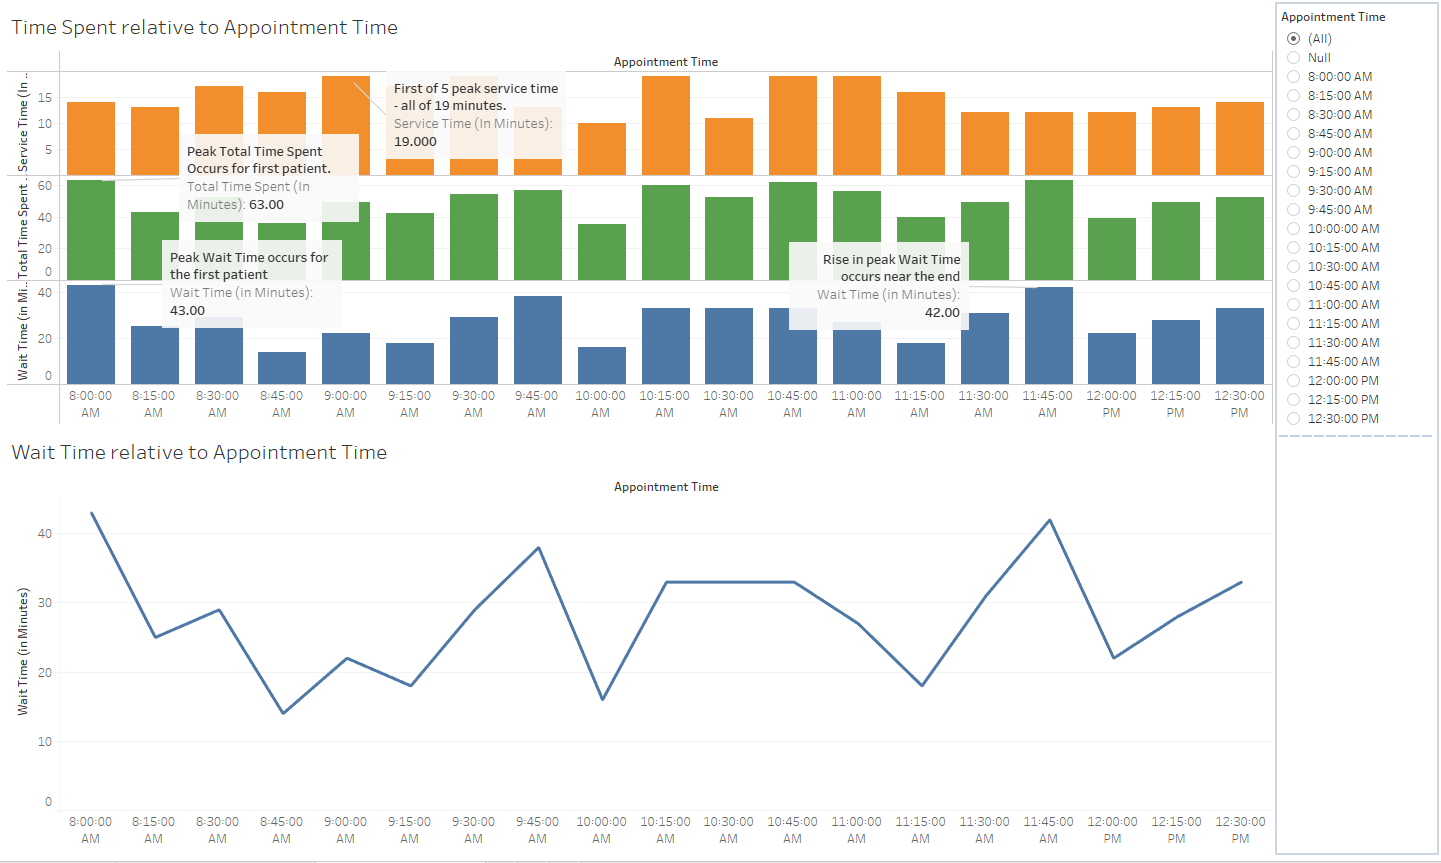 Time Spent relative to Appointment Time
Appointment Time
Service Time (In ..
15
10
5
First of 5 peak service time
- all of 19 minutes.
Service Time (In Minutes):
19.000
Total Time Spent ..
60
40
20
0
Peak Total Time Spent
Occurs for first patient.
Total Time Spent (In
Minutes): 63.00
Wait Time (in Mi..
40
20
0
Peak Wait Time occurs for
the first patient
Wait Time (in Minutes):
43.00
Rise in peak Wait Time
occurs near the end
Wait Time (in Minutes):
42.00
8:00:00 AM
8:15:00 AM
8:30:00 AM
8:45:00 AM
9:00:00 AM
9:15:00 AM
9:30:00 AM
9:45:00 AM
10:00:00 AM
10:15:00 AM
10:30:00 AM
10:45:00 AM
11:00:00 AM
11:15:00 AM
11:30:00 AM
11:45:00 AM
12:00:00 PM
12:15:00 PM
12:30:00 PM
Wait Time relative to Appointment Time
Appointment Time
Wait Time (in Minutes)
40
30
20
10
0
8:00:00 AM
8:15:00 AM
8:30:00 AM
8:45:00 AM
9:00:00 AM
9:15:00 AM
9:30:00 AM
9:45:00 AM
10:00:00 AM
10:15:00 AM
10:30:00 AM
10:45:00 AM
11:00:00 AM
11:15:00 AM
11:30:00 AM
11:45:00 AM
12:00:00 PM
12:15:00 PM
12:30:00 PM
Appointment Time
(All)
Null
8:00:00 AM
8:15:00 AM
8:30:00 AM
8:45:00 AM
9:00:00 AM
9:15:00 AM
9:30:00 AM
9:45:00 AM
10:00:00 AM
10:15:00 AM
10:30:00 AM
10:45:00 AM
11:00:00 AM
11:15:00 AM
11:30:00 AM
11:45:00 AM
12:00:00 PM
12:15:00 PM
12:30:00 PM